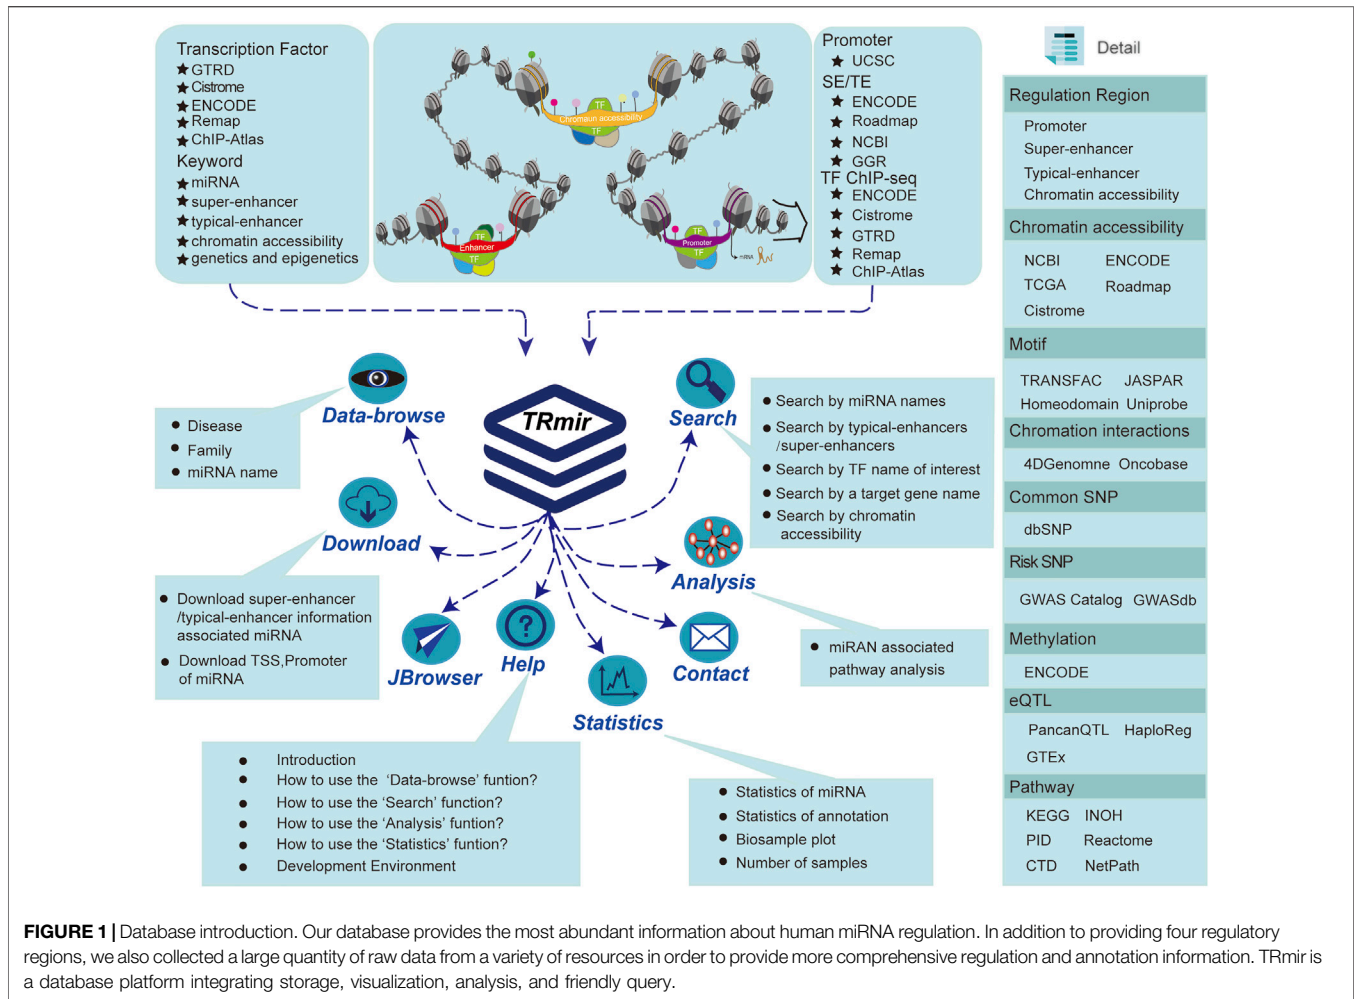 Transcription Factor
GTRD
Cistrome
ENCODE
Remap
ChIP-Atlas
Keyword
miRNA
super-enhancer
typical-enhancer
chromatin accessibility
genetics and epigenetics
TF
Chromaun accessibility
TF
TF
Enhancer
TF
TF
Promoter
TF
mRNA
Promoter
UCSC
SE/TE
ENCODE
Roadmap
NCBI
GGR
TF ChIP-seq
ENCODE
Cistrome
GTRD
Remap
ChIP-Atlas
TRmir
Data-browse
Disease
Family
miRNA name
Download
Download super-enhancer
/typical-enhancer information
associated miRNA
Download TSS,Promoter
of miRNA
JBrowser
Help
Introduction
How to use the ‘Data-browse’ funtion?
How to use the ‘Search’ function?
How to use the ‘Analysis’ funtion?
How to use the ‘Statistics’ funtion?
Development Environment
Statistics
Statistics of miRNA
Statistics of annotation
Biosample plot
Number of samples
Contact
Analysis
miRAN associated
pathway analysis
Search
Search by miRNA names
Search by typical-enhancers
/super-enhancers
Search by TF name of interest
Search by a target gene name
Search by chromatin
accessibility
Detail
Regulation Region
Promoter
Super-enhancer
Typical-enhancer
Chromatin accessibility
Chromatin accessibility
NCBI ENCODE
TCGA Roadmap
Cistrome
Motif
TRANSFAC JASPAR
Homeodomain Uniprobe
Chromation interactions
4DGenomne Oncobase
Common SNP
dbSNP
Risk SNP
GWAS Catalog GWASdb
Methylation
ENCODE
eQTL
PancanQTL HaploReg
GTEx
Pathway
KEGG INOH
PID Reactome
CTD NetPath
FIGURE 1 | Database introduction. Our database provides the most abundant information about human miRNA regulation. In addition to providing four regulatory
regions, we also collected a large quantity of raw data from a variety of resources in order to provide more comprehensive regulation and annotation information. TRmir is
a database platform integrating storage, visualization, analysis, and friendly query.